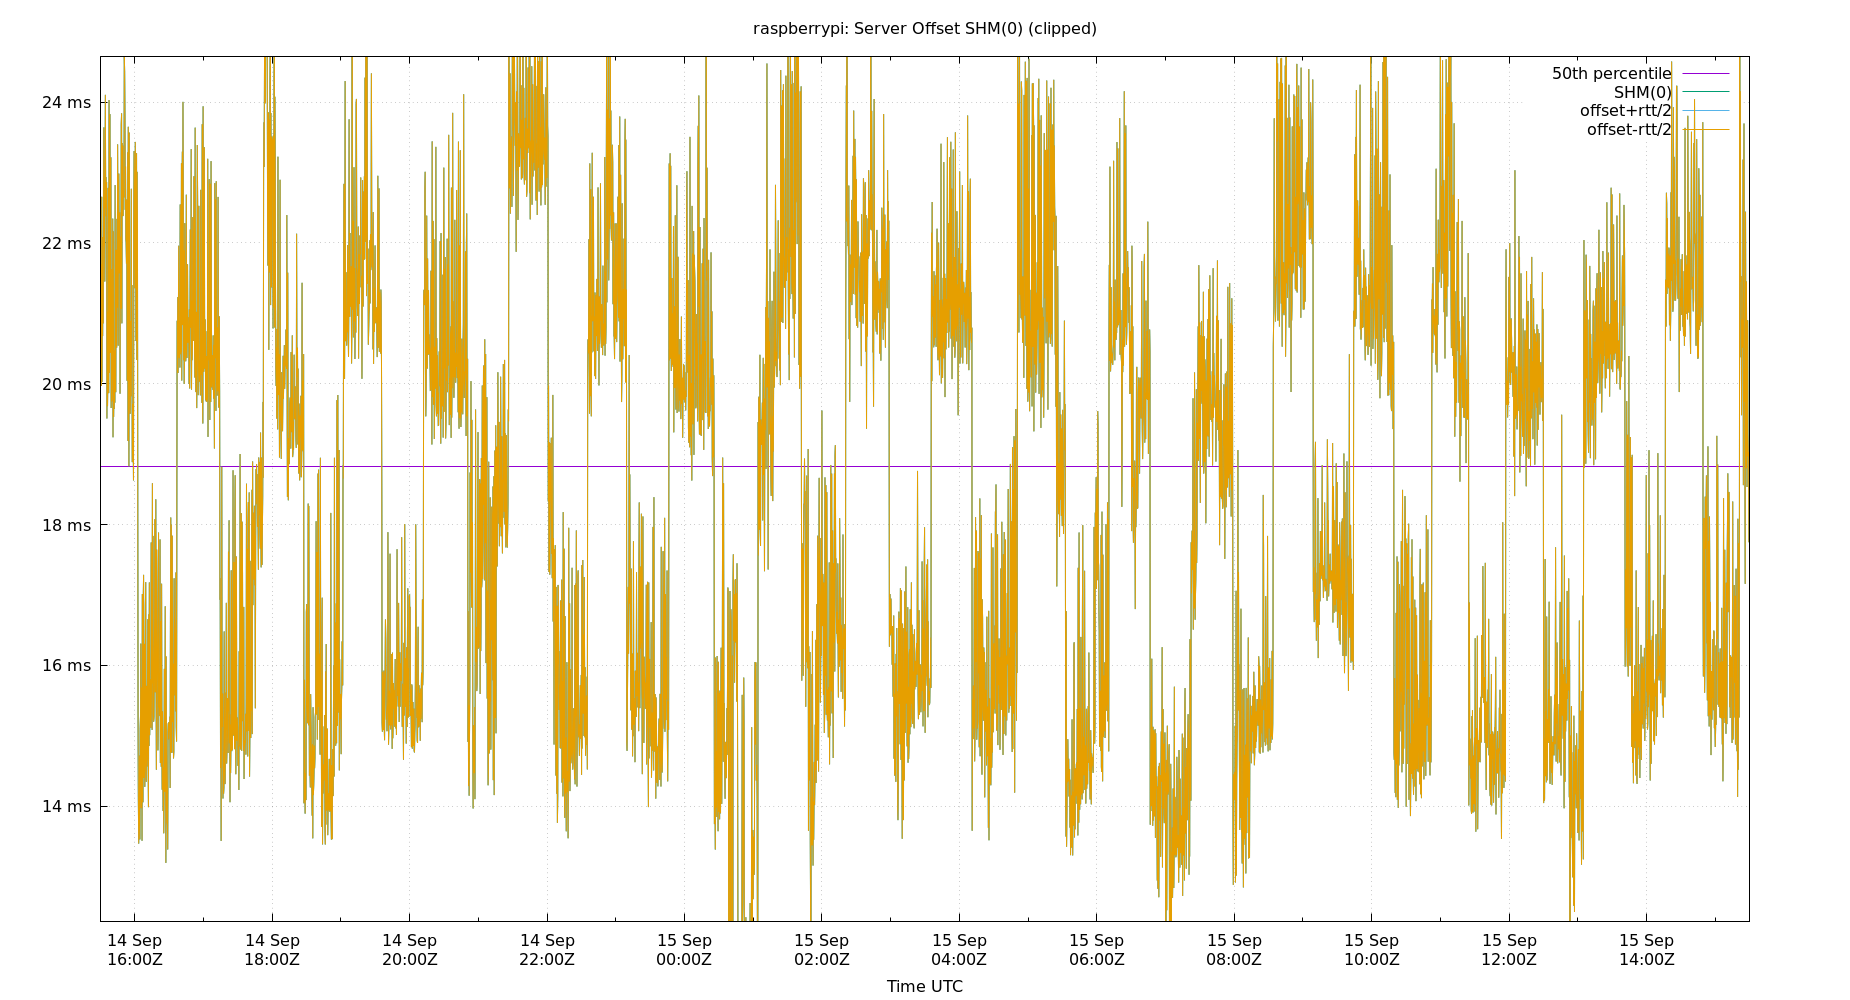 raspberrypi: Server Offset SHM(0) (clipped)
50th percentile
SHM(0)
offset+rtt/2
offset-rtt/2
24 ms
22 ms
20 ms
18 ms
16 ms
14 ms
14 Sep 14 Sep 14 Sep 14 Sep 15 Sep 15 Sep 15 Sep 15 Sep 15 Sep 15 Sep 15 Sep 15 Sep
16:00Z 18:00Z 20:00Z 22:00Z 00:00Z 02:00Z 04:00Z 06:00Z 08:00Z 10:00Z 12:00Z 14:00Z
Time UTC